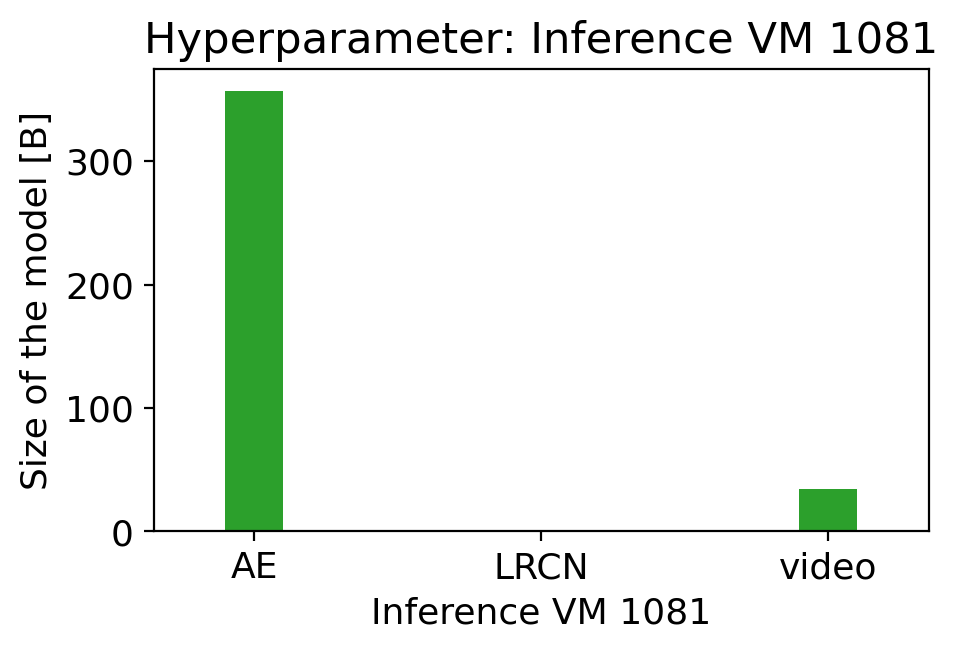 Hyperparameter: Inference VM 1081
Size of the model [B]
300
200
100
0
AE
LRCN
video
Inference VM 1081